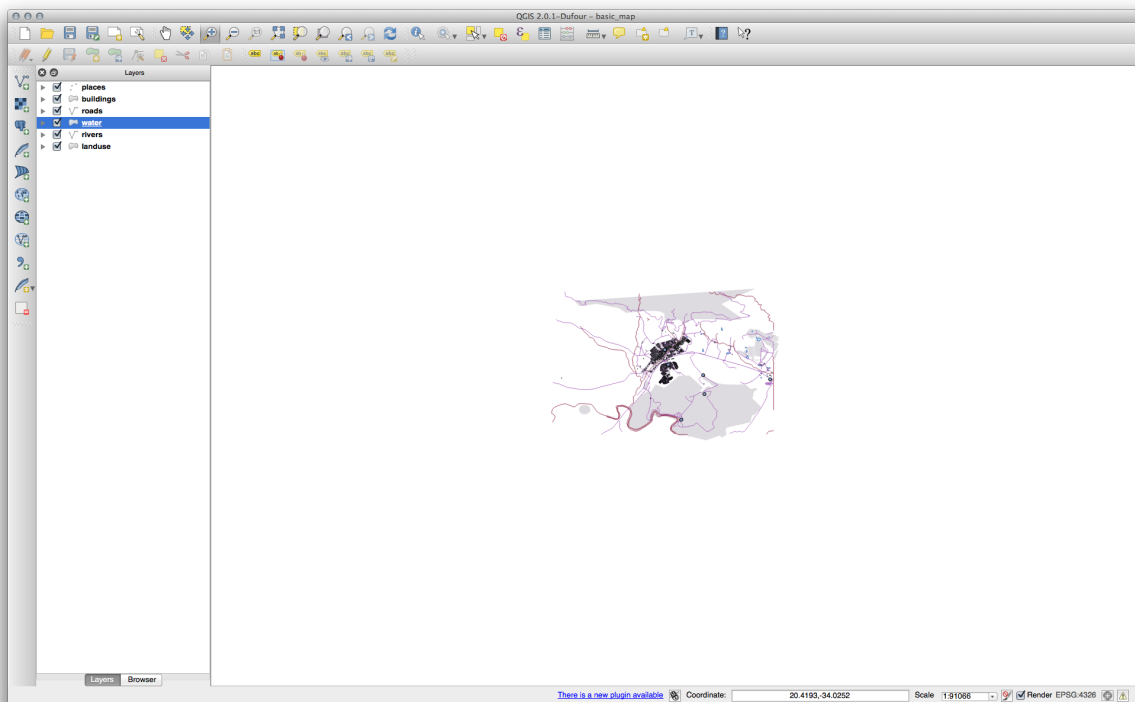 QGIS 2.0.1-Dufour - basic_map
Layers
places
buildings
roads
water
rivers
landuse
Layers Browser
There is a new plugin available Coordinate: 20.4193,-34.0252 Scale 1:91066 Render EPSG:4326